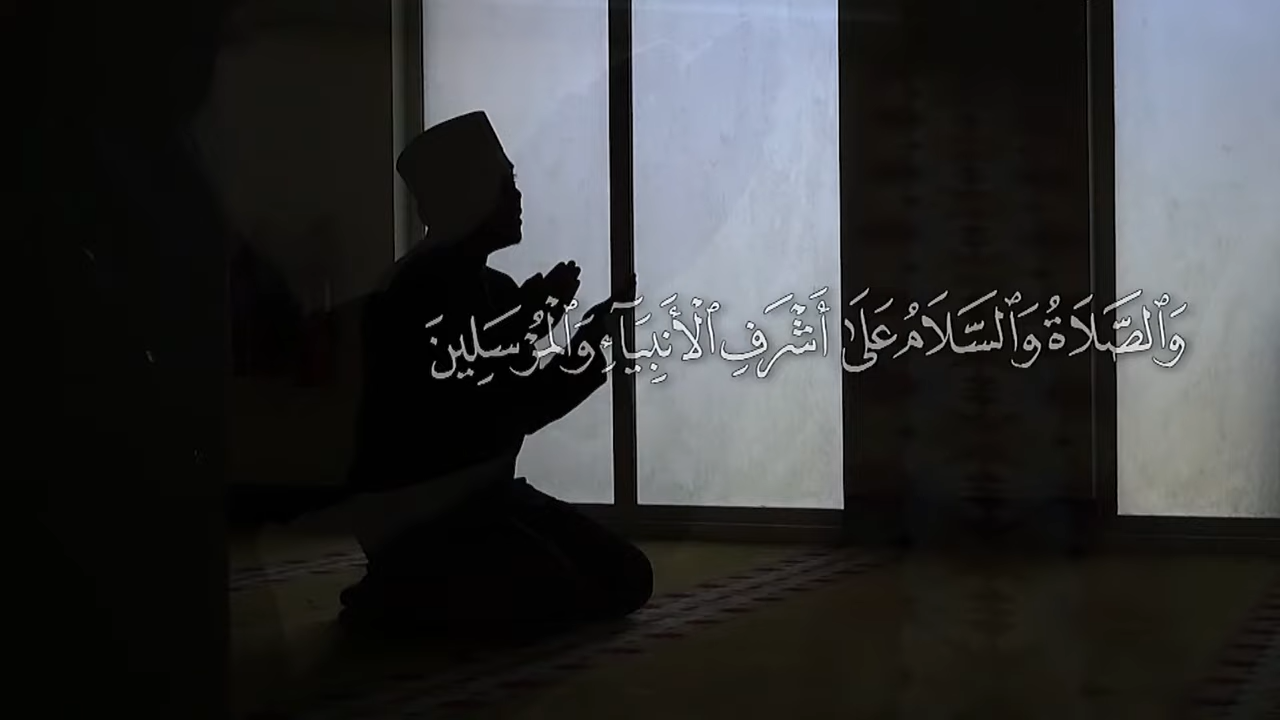 وَٱلصَّلَاةُ وَٱلسَّلَامُ عَلَىٰ أَشْرَفِ ٱلْأَنبِيَآءِ وَٱلْمُرْسَلِينَ